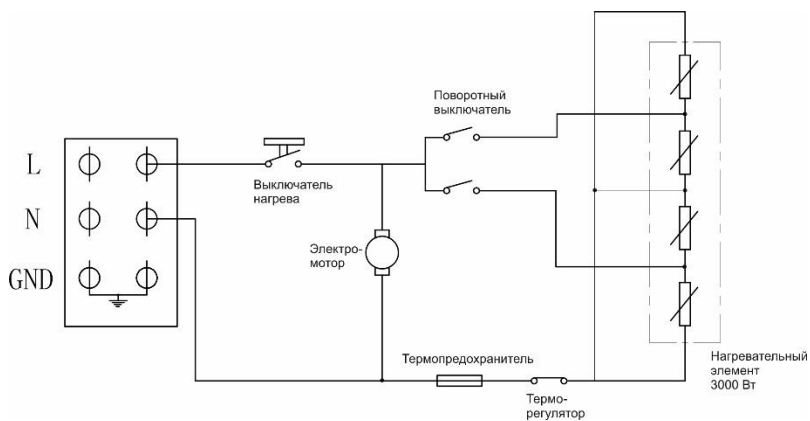 L
N
GND
Выключатель
нагрева
Поворотный
выключатель
Электро-
мотор
Термопредохранитель
Термо-
регулятор
Нагревательный
элемент
3000 Вт